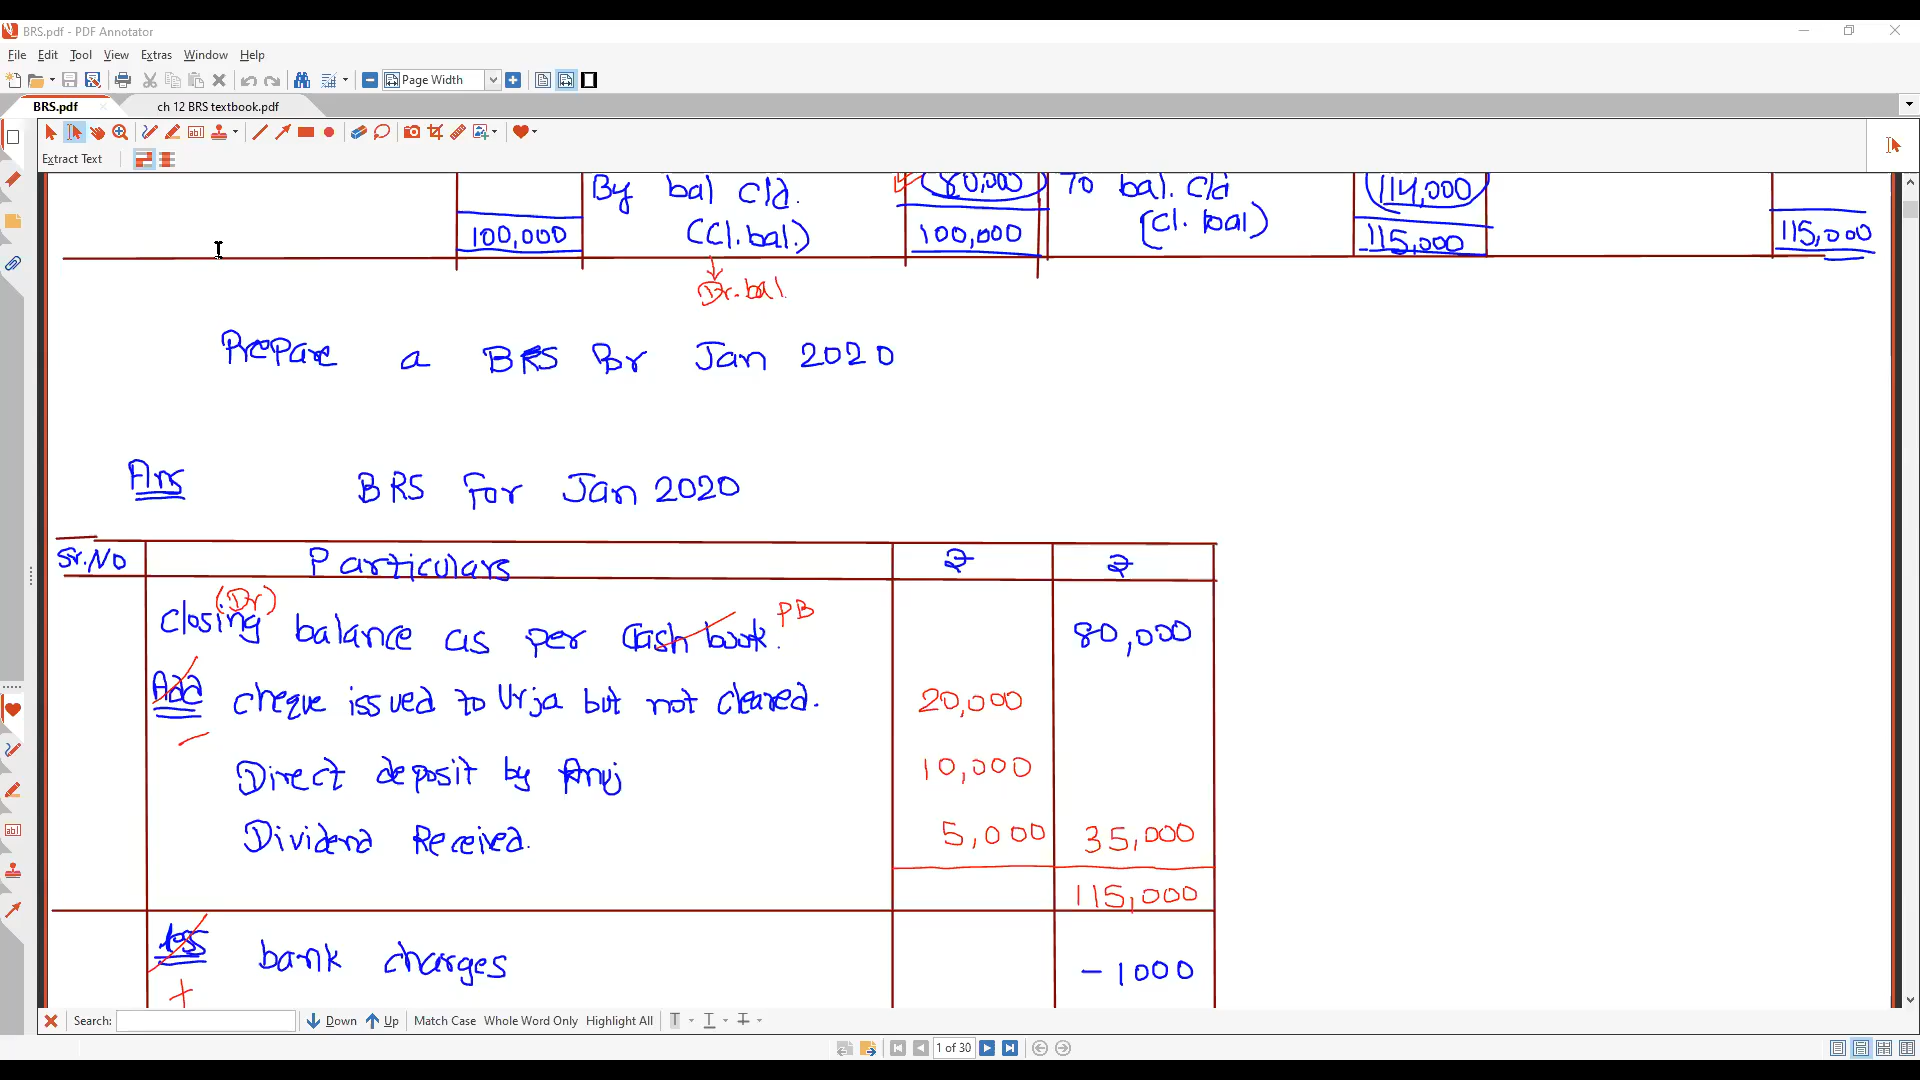 BRS.pdf - PDF Annotator
File Edit Tool View Extras Window Help
Page Width
BRS.pdf
ch 12 BRS textbook.pdf
Extract Text
By bal c/d. 80,000 To bal. c/d 114,000
100,000 (Cl. bal.) 100,000 (cl. bal) 115,000 115,000
Dr. bal.
Prepare a BRS for Jan 2020
Ans BRS for Jan 2020
Sr.No Particulars ₹ ₹
(Dr)
closing balance as per Cash book. PB 80,000
Add cheque issued to Urja but not cleared. 20,000
Direct deposit by Anuj 10,000
Dividend Received. 5,000 35,000
115,000
less bank charges - 1000
+
Search: Down Up Match Case Whole Word Only Highlight All
1 of 30